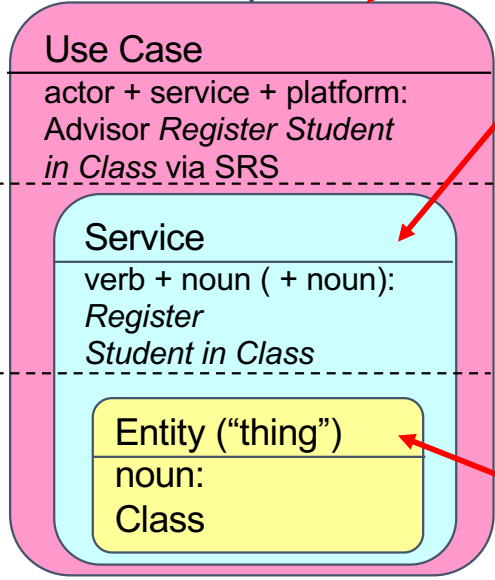 Use Case
actor + service + platform:
Advisor Register Student
in Class via SRS
Service
verb + noun ( + noun):
Register
Student in Class
Entity (“thing”)
noun:
Class